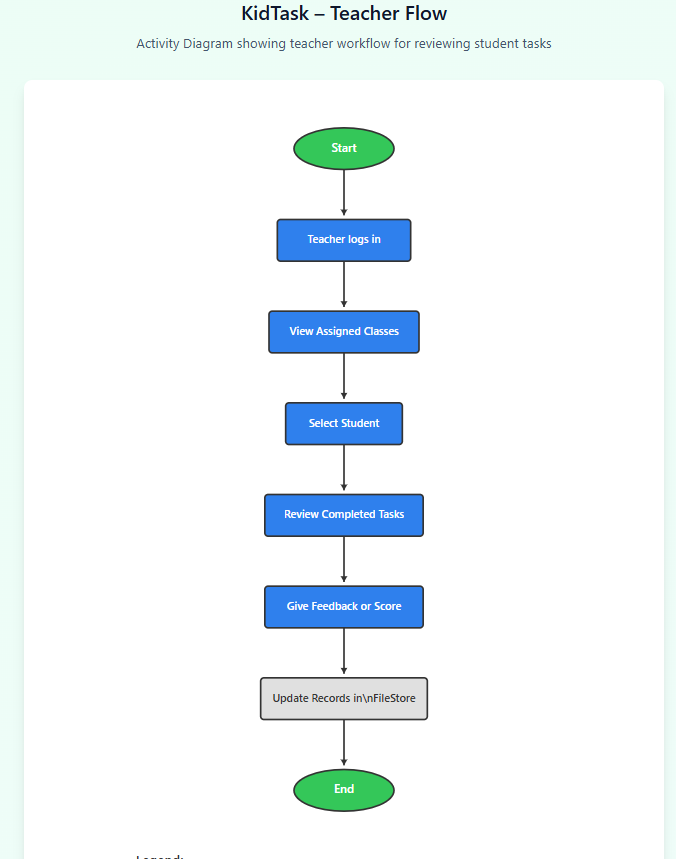 KidTask – Teacher Flow
Activity Diagram showing teacher workflow for reviewing student tasks
Start
Teacher logs in
View Assigned Classes
Select Student
Review Completed Tasks
Give Feedback or Score
Update Records in\nFileStore
End
Legend: